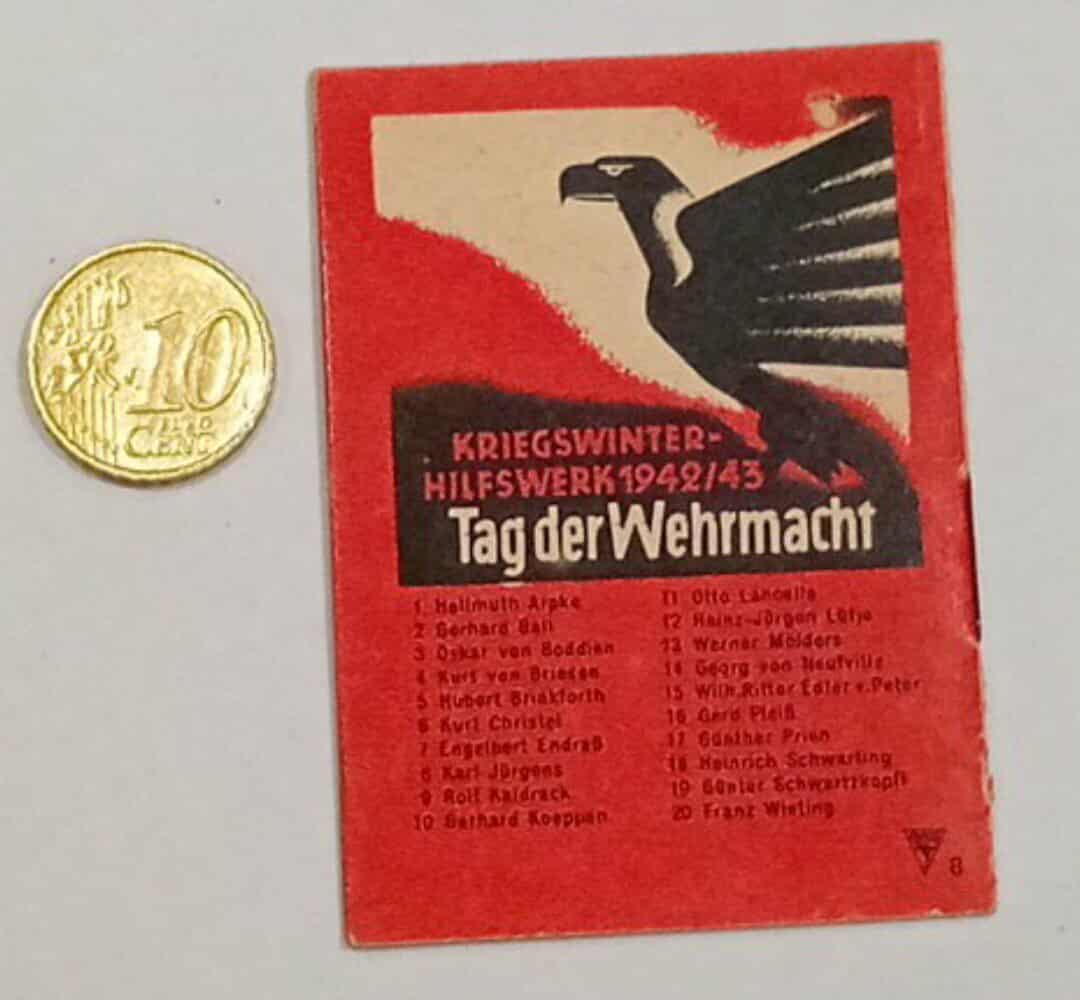 10
EURO
CENT
KRIEGSWINTER-
HILFSWERK 1942/43
Tag der Wehrmacht
1 Hellmuth Arpke
2 Gerhard Ball
3 Oskar von Boddien
4 Kurt von Briesen
5 Hubert Brinkforth
6 Kurt Christel
7 Engelbert Endraß
8 Karl Jürgens
9 Rolf Kaldrack
10 Gerhard Koeppen
11 Otto Lancelle
12 Heinz-Jürgen Lütje
13 Werner Mölders
14 Georg von Neufville
15 Wilh. Ritter Edler v. Peter
16 Gerd Pleiß
17 Günther Prien
18 Heinrich Schwarting
19 Günter Schwartzkopff
20 Franz Wieting
8